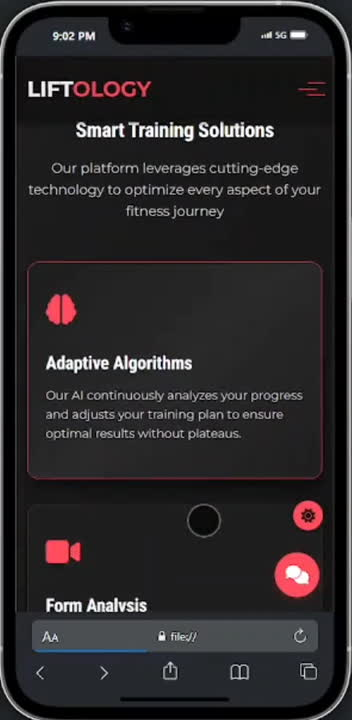 9:02 PM
5G
LIFTOLOGY
Smart Training Solutions
Our platform leverages cutting-edge
technology to optimize every aspect of your
fitness journey
Adaptive Algorithms
Our AI continuously analyzes your progress
and adjusts your training plan to ensure
optimal results without plateaus.
Form Analysis
AA
file://